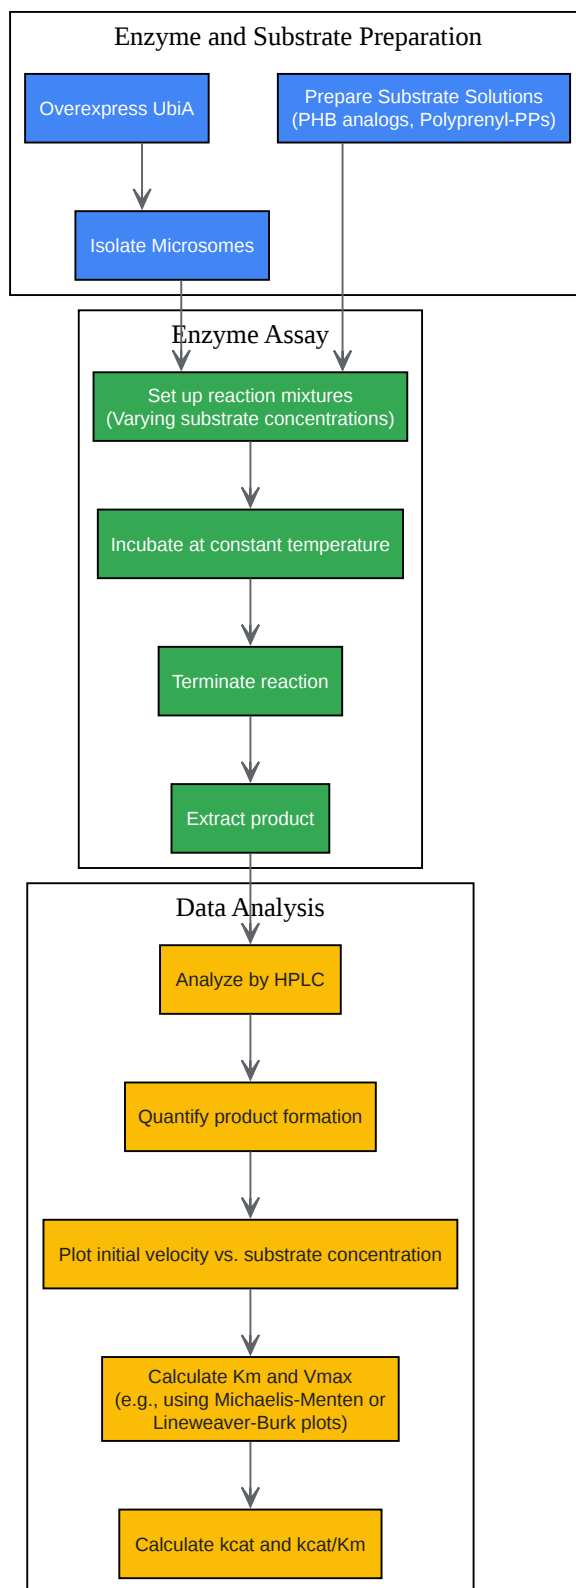 Enzyme and Substrate Preparation
Overexpress UbiA
Prepare Substrate Solutions
(PHB analogs, Polyprenyl-PPs)
Isolate Microsomes
Enzyme Assay
Set up reaction mixtures
(Varying substrate concentrations)
Incubate at constant temperature
Terminate reaction
Extract product
Data Analysis
Analyze by HPLC
Quantify product formation
Plot initial velocity vs. substrate concentration
Calculate Km and Vmax
(e.g., using Michaelis-Menten or
Lineweaver-Burk plots)
Calculate kcat and kcat/Km